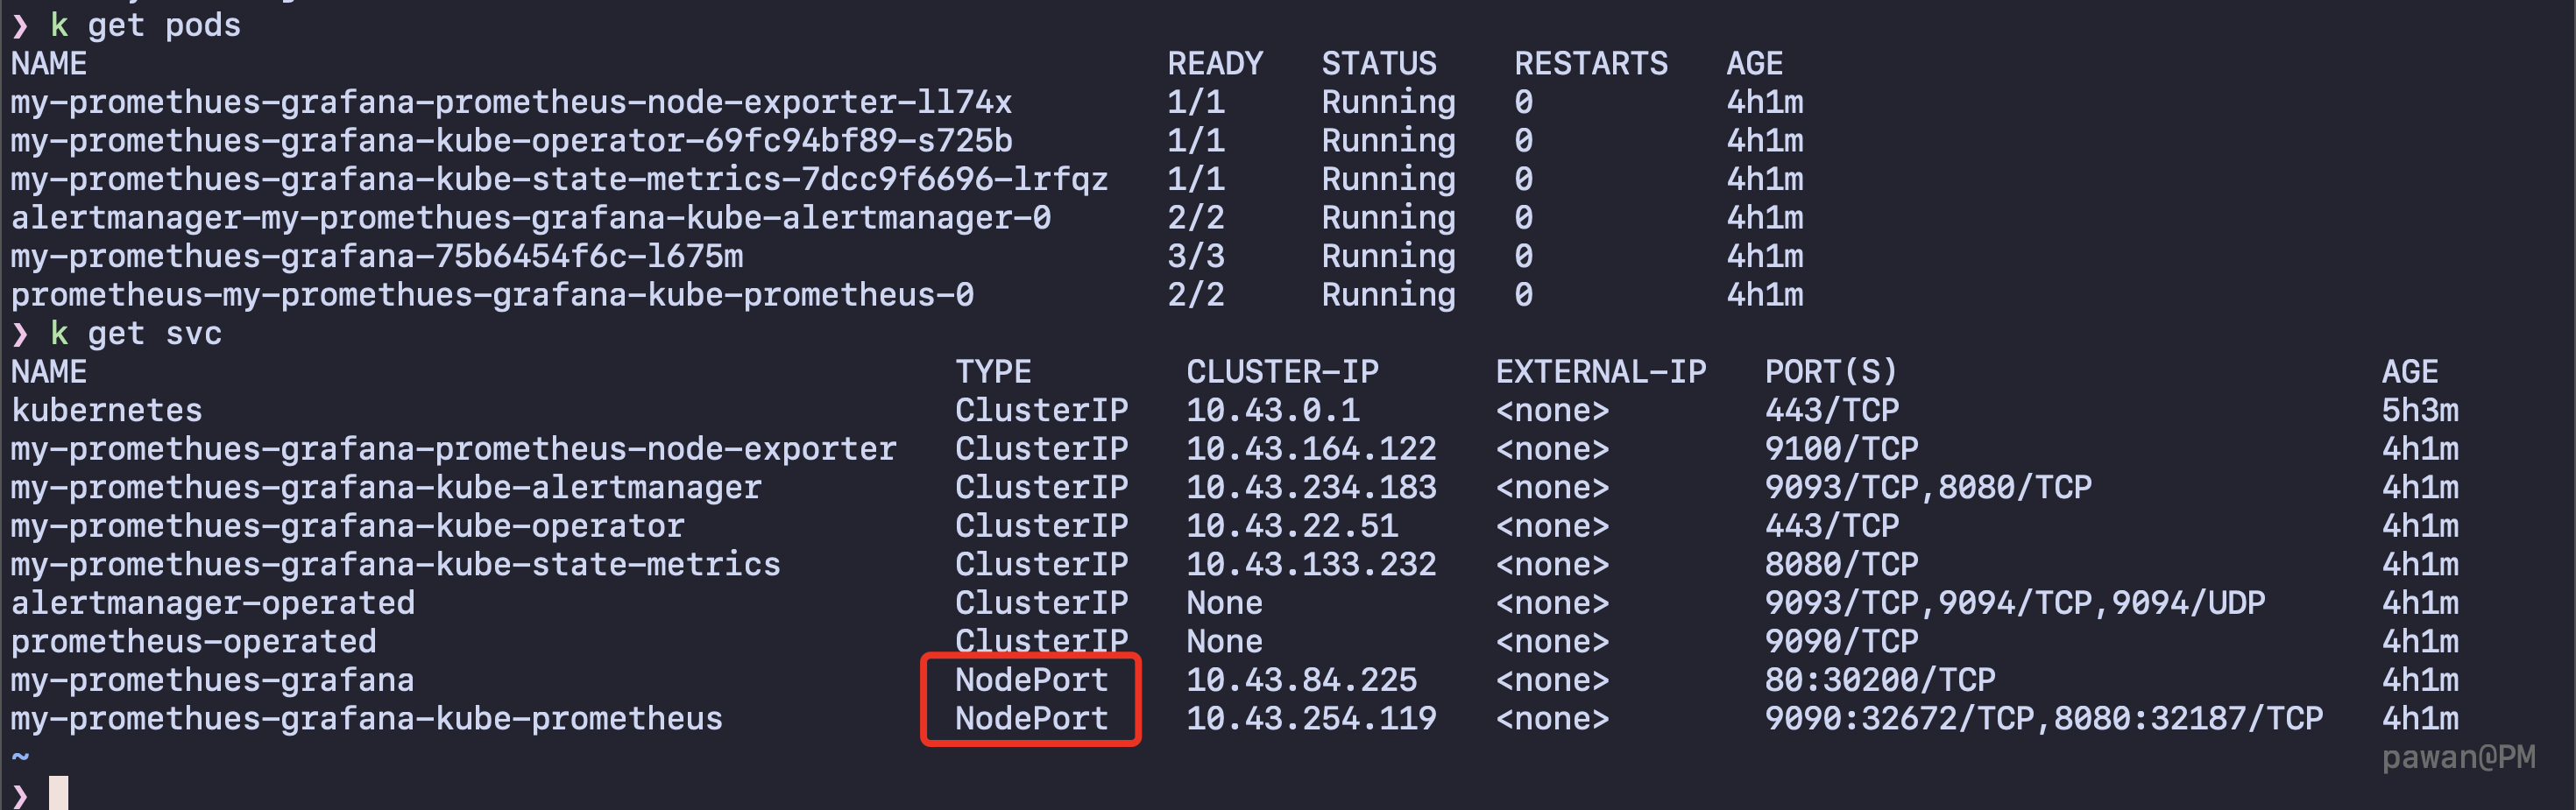 ❯ k get pods
NAME                                                        READY   STATUS    RESTARTS   AGE
my-promethues-grafana-prometheus-node-exporter-ll74x        1/1     Running   0          4h1m
my-promethues-grafana-kube-operator-69fc94bf89-s725b        1/1     Running   0          4h1m
my-promethues-grafana-kube-state-metrics-7dcc9f6696-lrfqz   1/1     Running   0          4h1m
alertmanager-my-promethues-grafana-kube-alertmanager-0      2/2     Running   0          4h1m
my-promethues-grafana-75b6454f6c-l675m                      3/3     Running   0          4h1m
prometheus-my-promethues-grafana-kube-prometheus-0          2/2     Running   0          4h1m
❯ k get svc
NAME                                             TYPE        CLUSTER-IP      EXTERNAL-IP   PORT(S)                         AGE
kubernetes                                       ClusterIP   10.43.0.1       <none>        443/TCP                         5h3m
my-promethues-grafana-prometheus-node-exporter   ClusterIP   10.43.164.122   <none>        9100/TCP                        4h1m
my-promethues-grafana-kube-alertmanager          ClusterIP   10.43.234.183   <none>        9093/TCP,8080/TCP               4h1m
my-promethues-grafana-kube-operator              ClusterIP   10.43.22.51     <none>        443/TCP                         4h1m
my-promethues-grafana-kube-state-metrics         ClusterIP   10.43.133.232   <none>        8080/TCP                        4h1m
alertmanager-operated                            ClusterIP   None            <none>        9093/TCP,9094/TCP,9094/UDP      4h1m
prometheus-operated                              ClusterIP   None            <none>        9090/TCP                        4h1m
my-promethues-grafana                            NodePort    10.43.84.225    <none>        80:30200/TCP                    4h1m
my-promethues-grafana-kube-prometheus            NodePort    10.43.254.119   <none>        9090:32672/TCP,8080:32187/TCP   4h1m
~ pawan@PM
❯